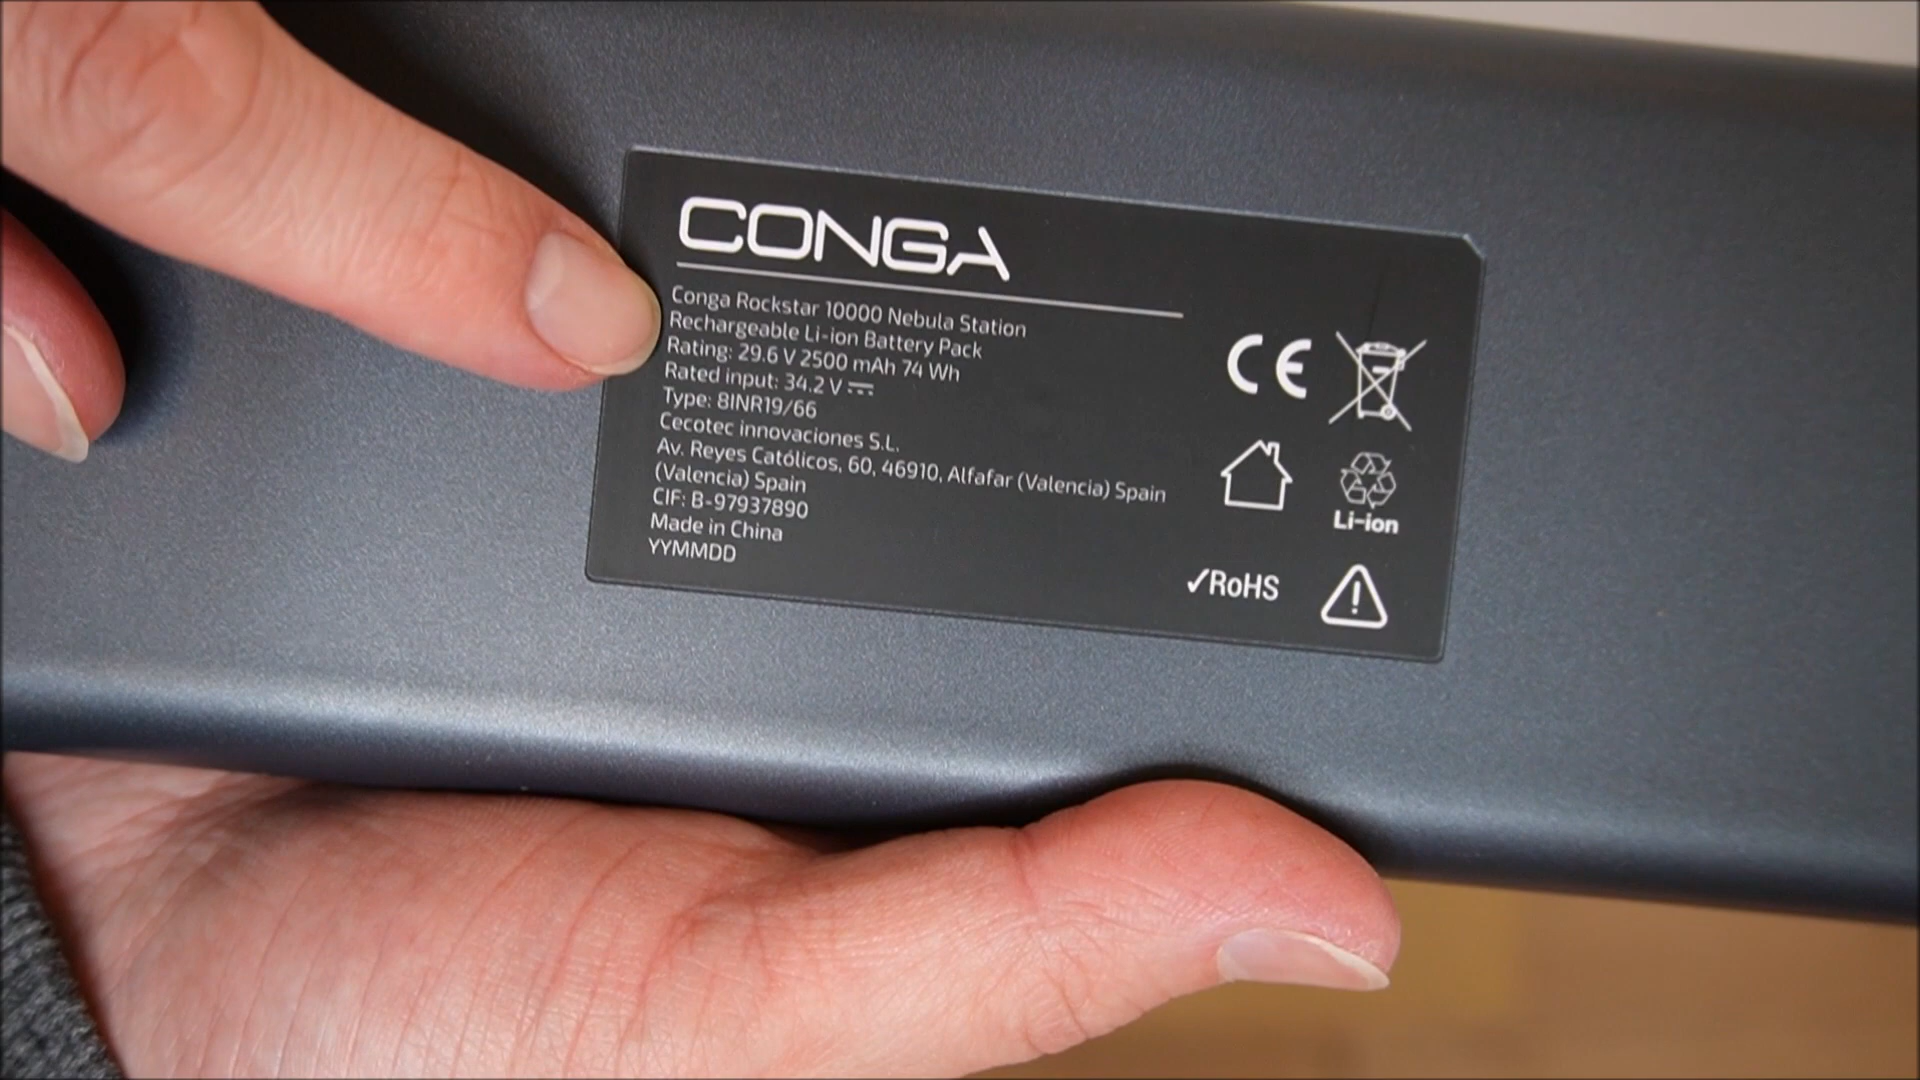 CONGA
Conga Rockstar 10000 Nebula Station
Rechargeable Li-ion Battery Pack
Rating: 29.6 V 2500 mAh 74 Wh
Rated input: 34.2 V ⎓
Type: 8INR19/66
Cecotec innovaciones S.L.
Av. Reyes Católicos, 60, 46910, Alfafar (Valencia) Spain
(Valencia) Spain
CIF: B-97937890
Made in China
YYMMDD
CE
Li-ion
✓RoHS